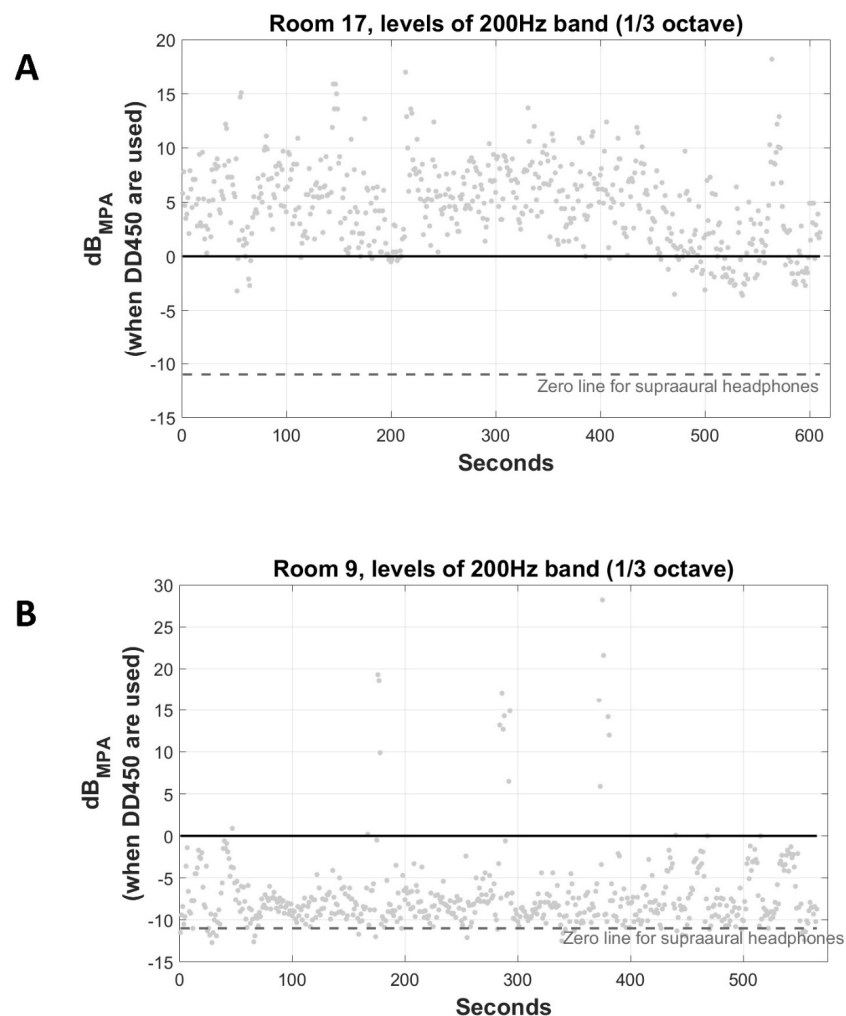 A
Room 17, levels of 200Hz band (1/3 octave)
dB_MPA
(when DD450 are used)
20
15
10
5
0
-5
-10
-15
Zero line for supraaural headphones
0 100 200 300 400 500 600
Seconds
B
Room 9, levels of 200Hz band (1/3 octave)
dB_MPA
(when DD450 are used)
30
25
20
15
10
5
0
-5
-10
-15
Zero line for supraaural headphones
0 100 200 300 400 500
Seconds